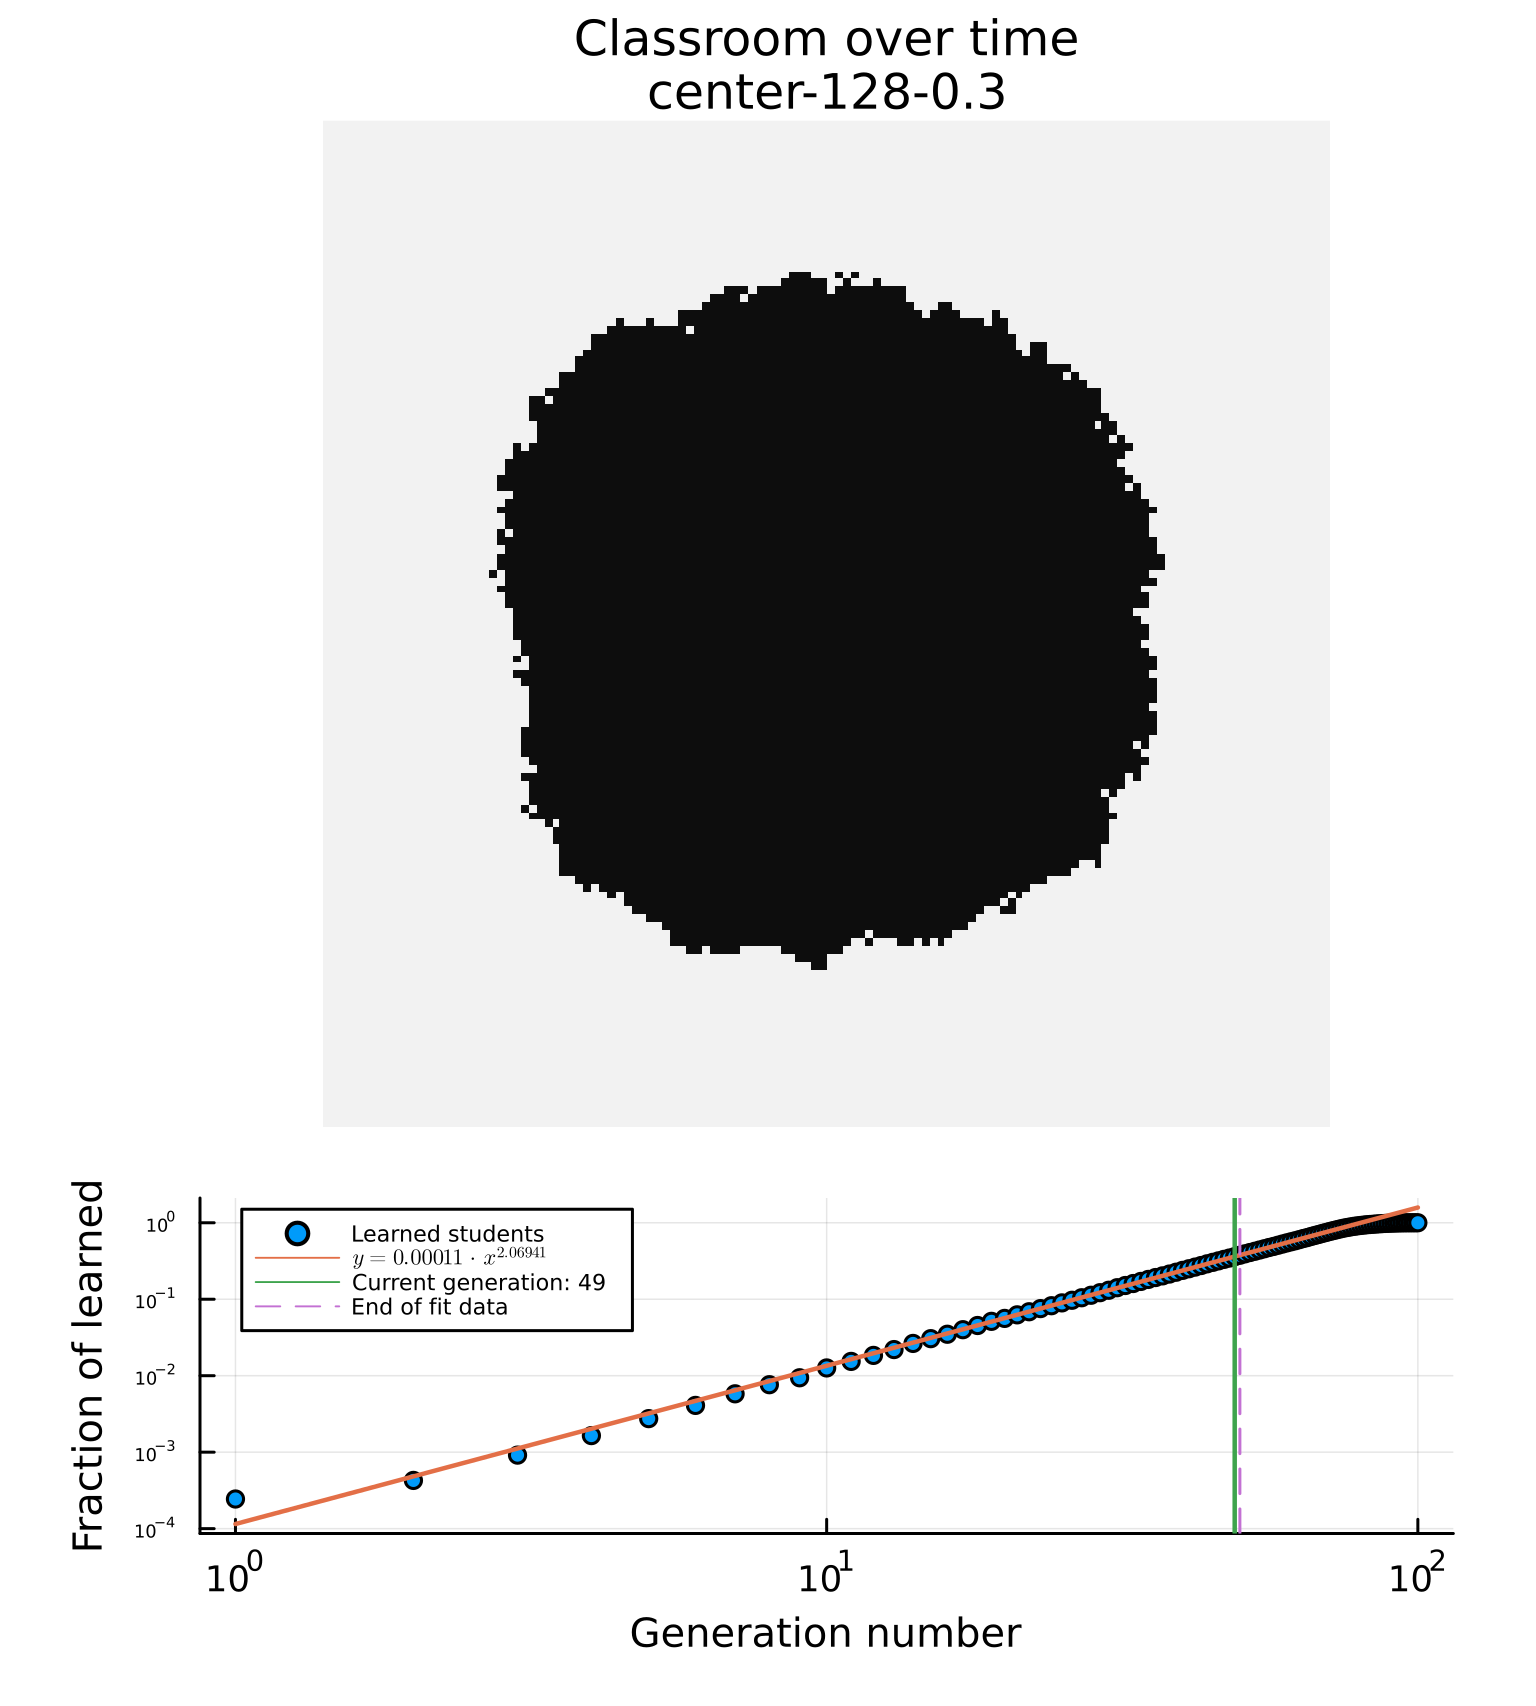 Classroom over time
center-128-0.3
Fraction of learned
10^0
10^-1
10^-2
10^-3
10^-4
Learned students
y = 0.00011 · x^2.06941
Current generation: 49
End of fit data
10^0 10^1 10^2
Generation number